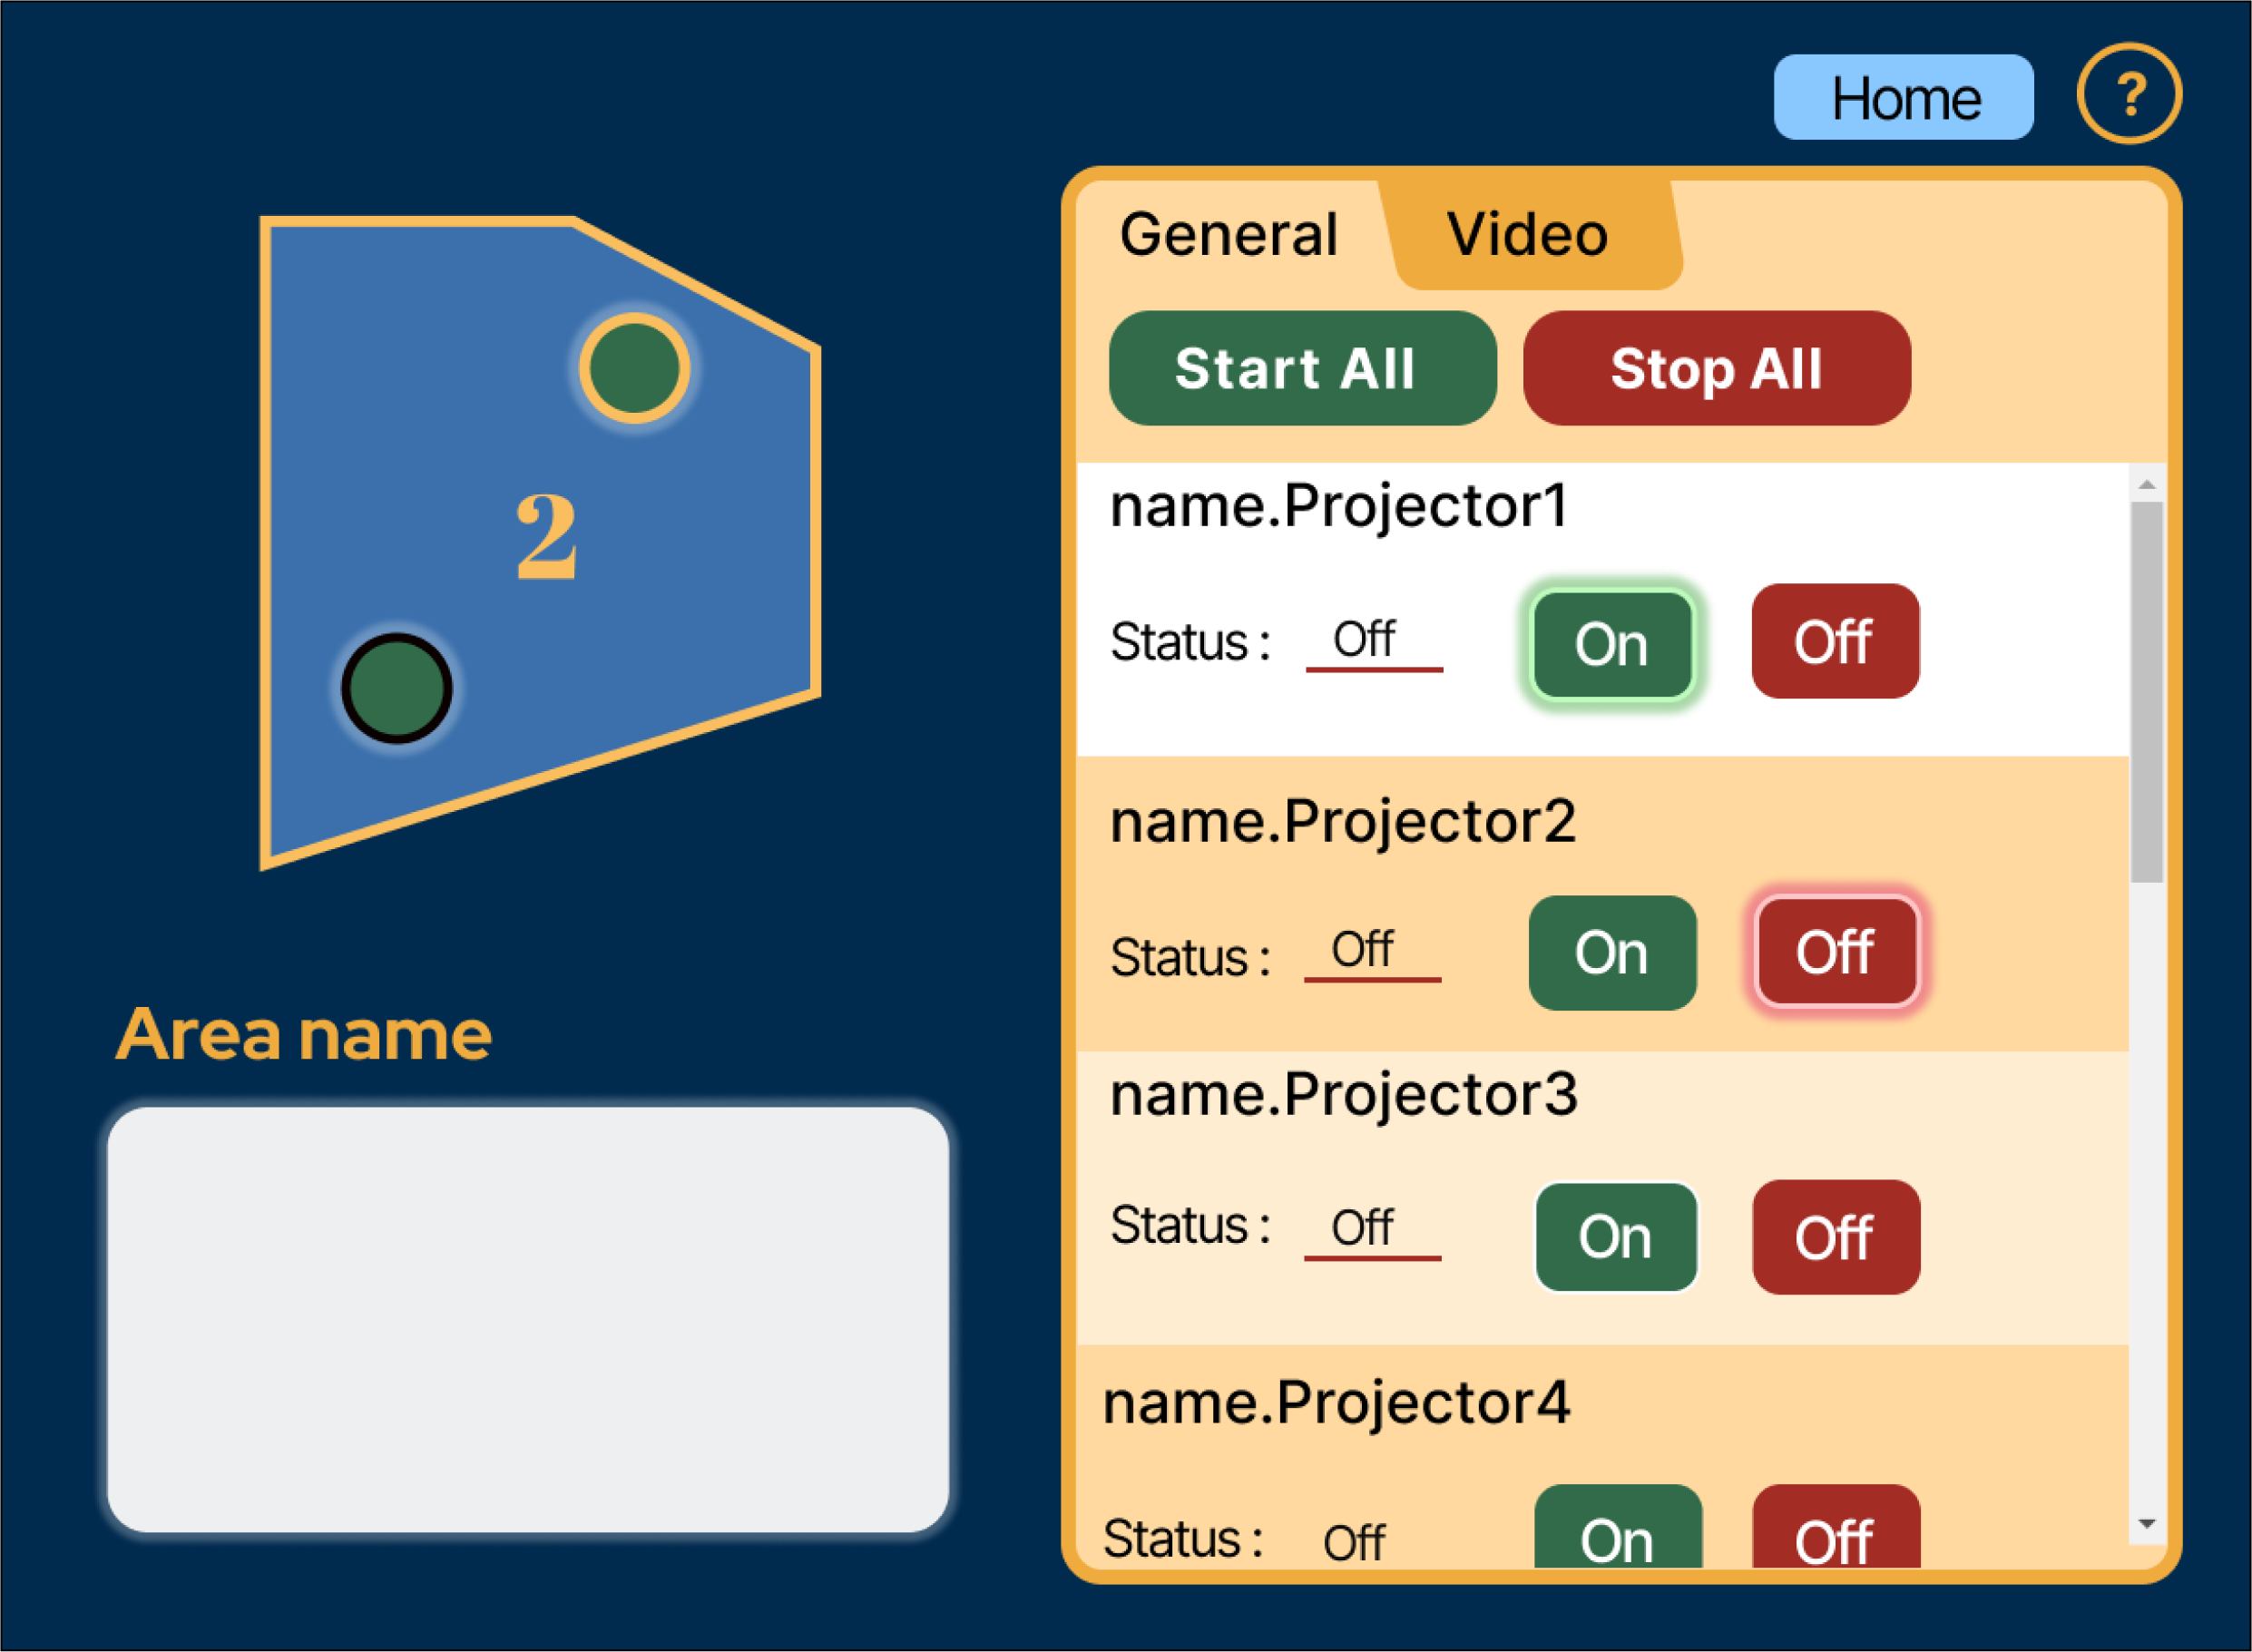 Home ?
General Video
Start All Stop All
2
name.Projector1
Status : Off On Off
name.Projector2
Status : Off On Off
name.Projector3
Status : Off On Off
name.Projector4
Status : Off On Off
Area name